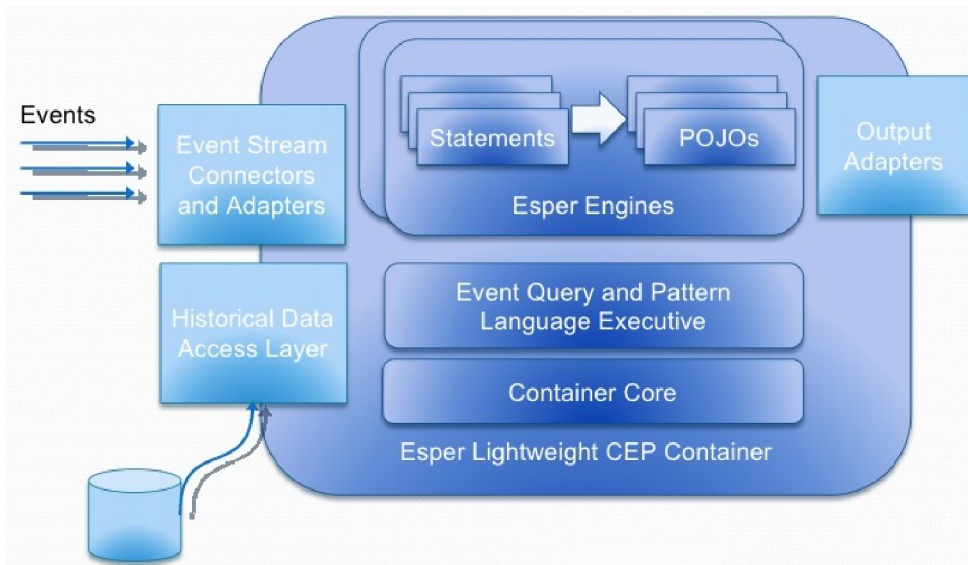 Events
Event Stream
Connectors
and Adapters
Statements
POJOs
Esper Engines
Output
Adapters
Historical Data
Access Layer
Event Query and Pattern
Language Executive
Container Core
Esper Lightweight CEP Container